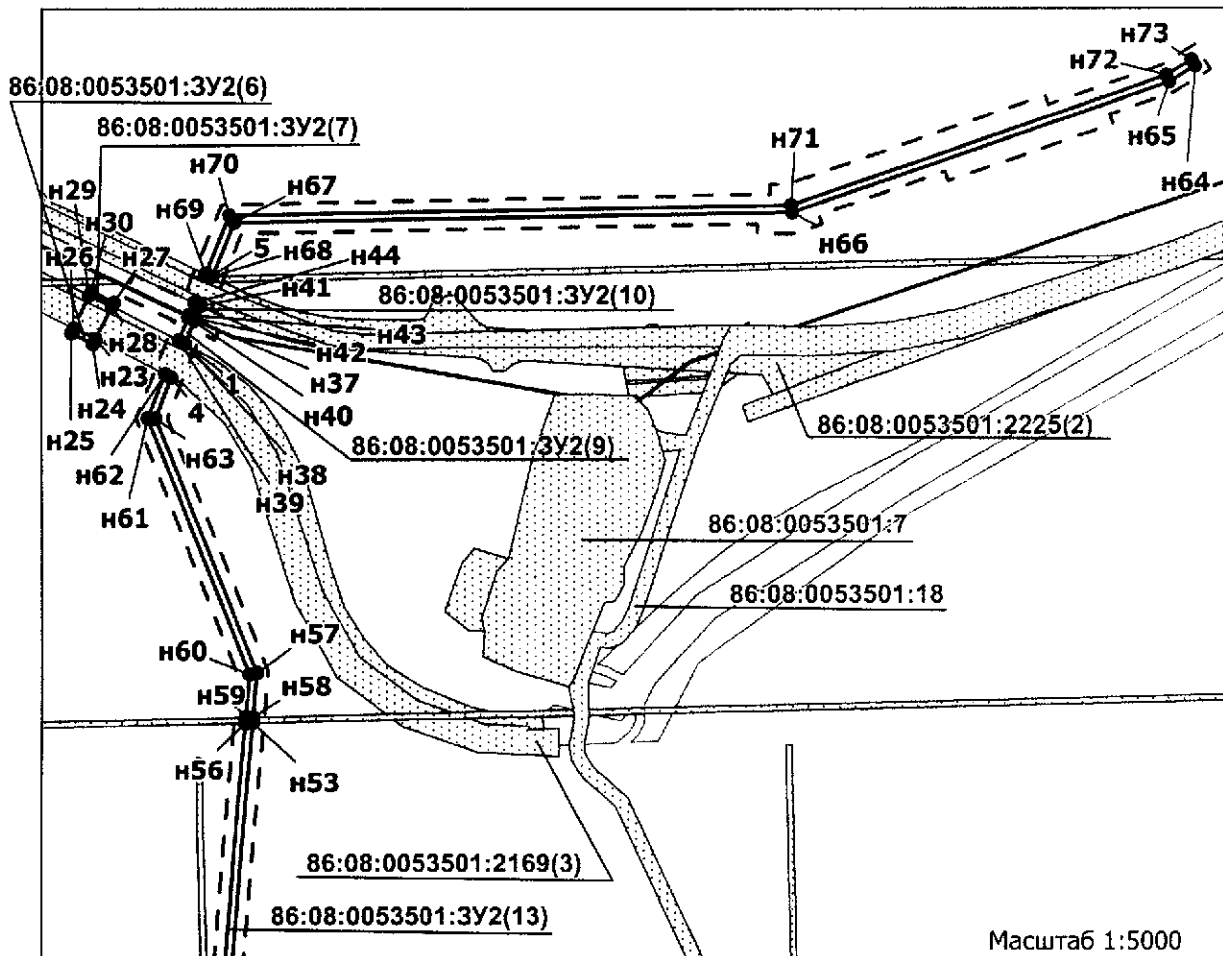 н73
н72
86:08:0053501:ЗУ2(6)
86:08:0053501:ЗУ2(7)
н65
н71
н70
н67
н64
н29
н30
н69
5
н68
н66
н26
н27
н44
н41
86:08:0053501:ЗУ2(10)
н43
н28
н42
н23
1
н37
н24
4
н40
н25
86:08:0053501:2225(2)
86:08:0053501:ЗУ2(9)
н62
н63
н38
н39
н61
86:08:0053501:7
86:08:0053501:18
н60
н57
н59
н58
н56
н53
86:08:0053501:2169(3)
86:08:0053501:ЗУ2(13)
Масштаб 1:5000